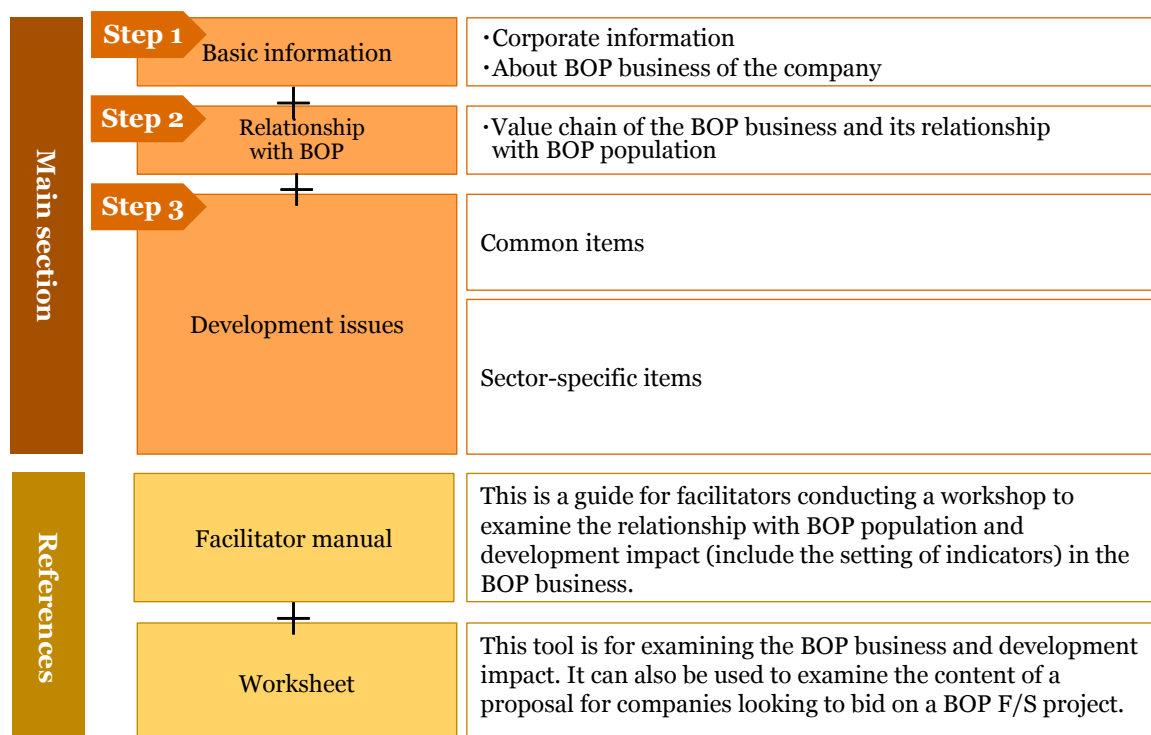 Main section
Step 1
Basic information
・Corporate information
・About BOP business of the company
Step 2
Relationship
with BOP
・Value chain of the BOP business and its relationship
with BOP population
Step 3
Development issues
Common items
Sector-specific items
References
Facilitator manual
This is a guide for facilitators conducting a workshop to
examine the relationship with BOP population and
development impact (include the setting of indicators) in the
BOP business.
Worksheet
This tool is for examining the BOP business and development
impact. It can also be used to examine the content of a
proposal for companies looking to bid on a BOP F/S project.